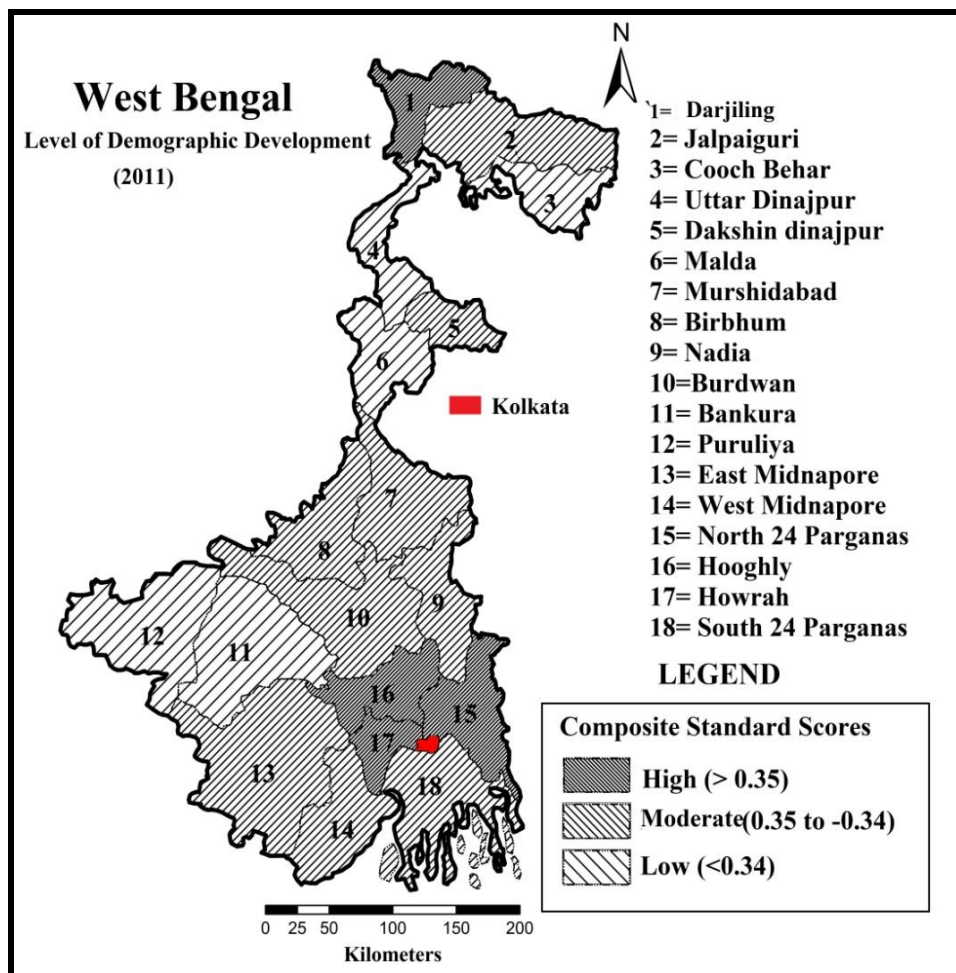 West Bengal
Level of Demographic Development
(2011)
N
`1= Darjiling
2= Jalpaiguri
3= Cooch Behar
4= Uttar Dinajpur
5= Dakshin dinajpur
6= Malda
7= Murshidabad
8= Birbhum
9= Nadia
10=Burdwan
11= Bankura
12= Puruliya
13= East Midnapore
14= West Midnapore
15= North 24 Parganas
16= Hooghly
17= Howrah
18= South 24 Parganas
1
2
3
4
5
6
Kolkata
7
8
9
10
11
12
16
15
17
13
18
14
LEGEND
Composite Standard Scores
High (> 0.35)
Moderate(0.35 to -0.34)
Low (<0.34)
0 25 50 100 150 200
Kilometers